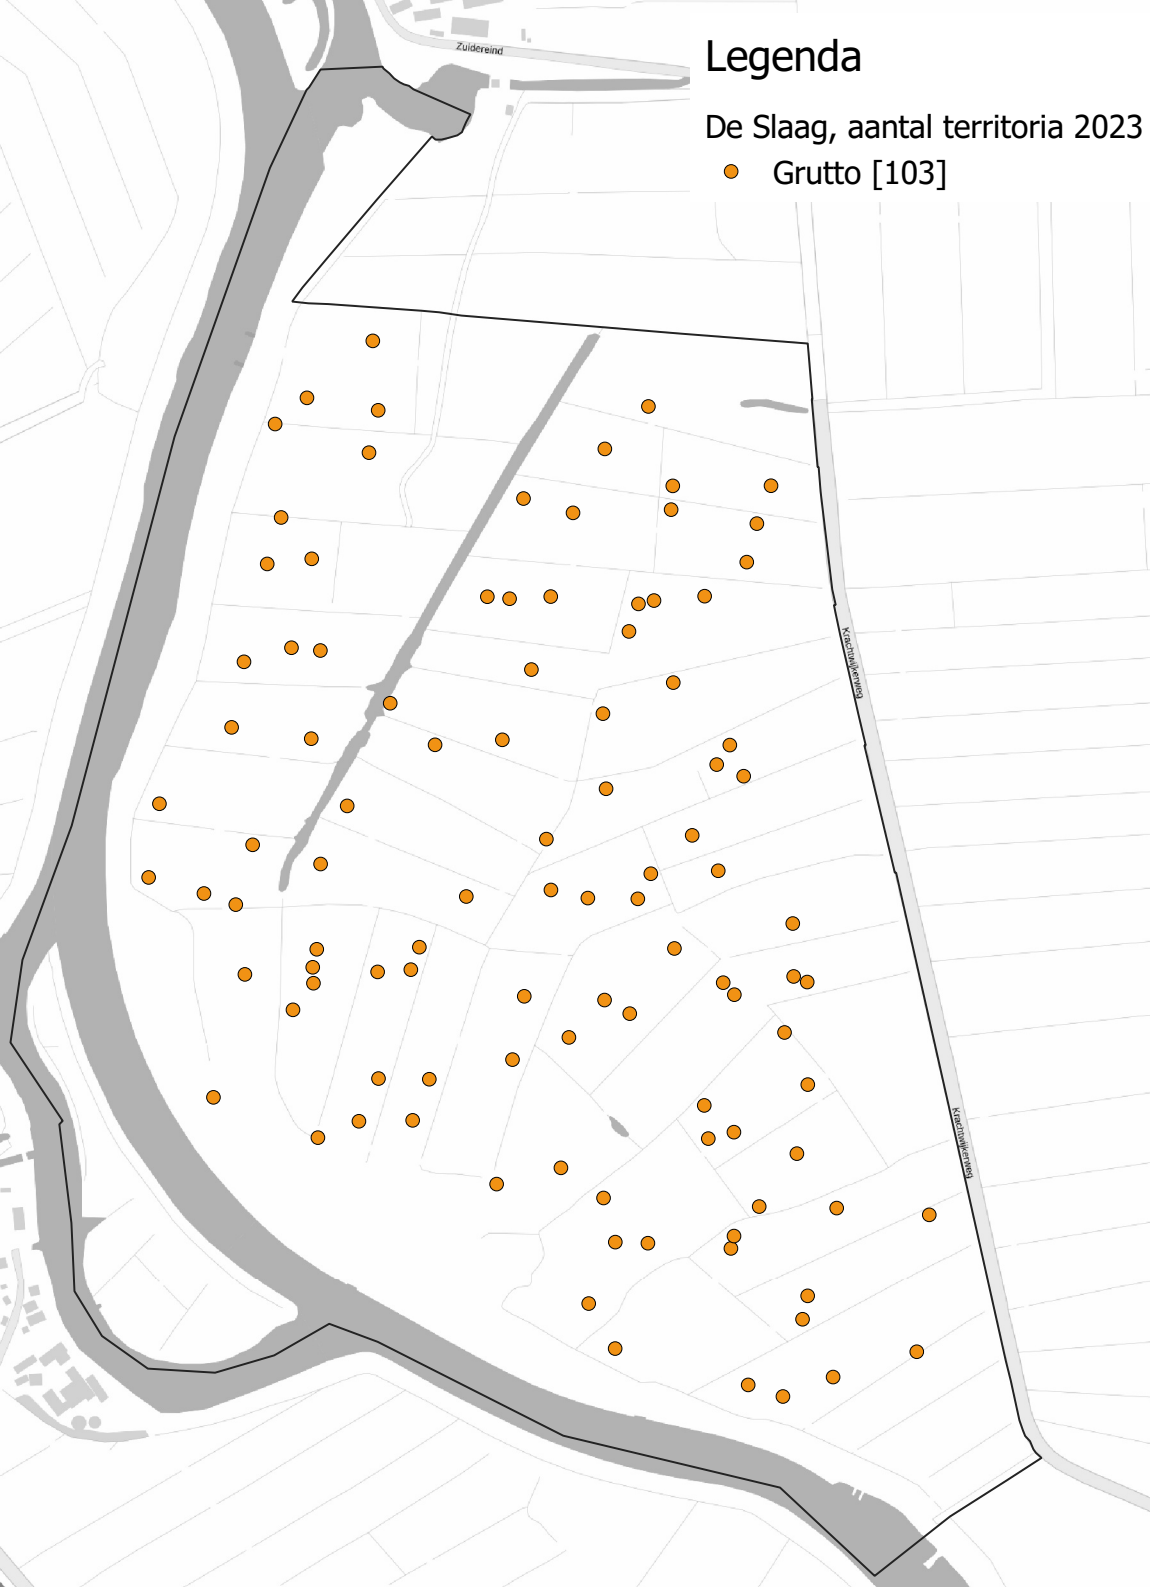 Zuidereind
Legenda
De Slaag, aantal territoria 2023
Grutto [103]
Krachtwijkerweg
Krachtwijkerweg